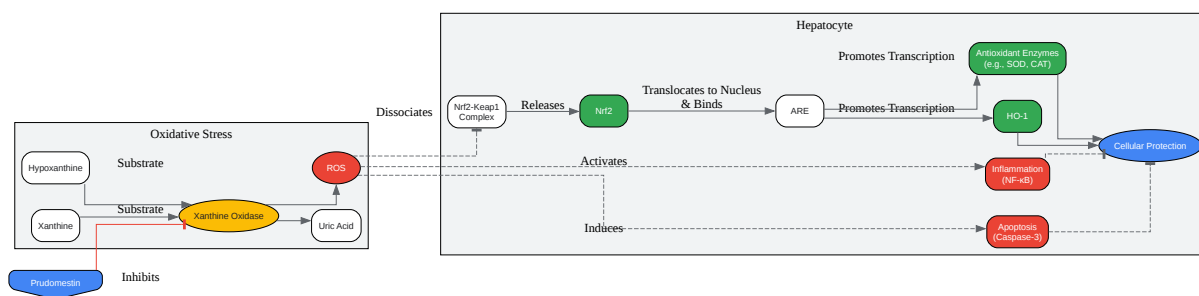 Hepatocyte
Promotes Transcription
Antioxidant Enzymes
(e.g., SOD, CAT)
Dissociates
Nrf2-Keap1
Complex
Releases
Nrf2
Translocates to Nucleus
& Binds
ARE
Promotes Transcription
HO-1
Cellular Protection
Oxidative Stress
Hypoxanthine
Substrate
ROS
Activates
Inflammation
(NF-κB)
Xanthine
Substrate
Xanthine Oxidase
Uric Acid
Induces
Apoptosis
(Caspase-3)
Prudomestin
Inhibits